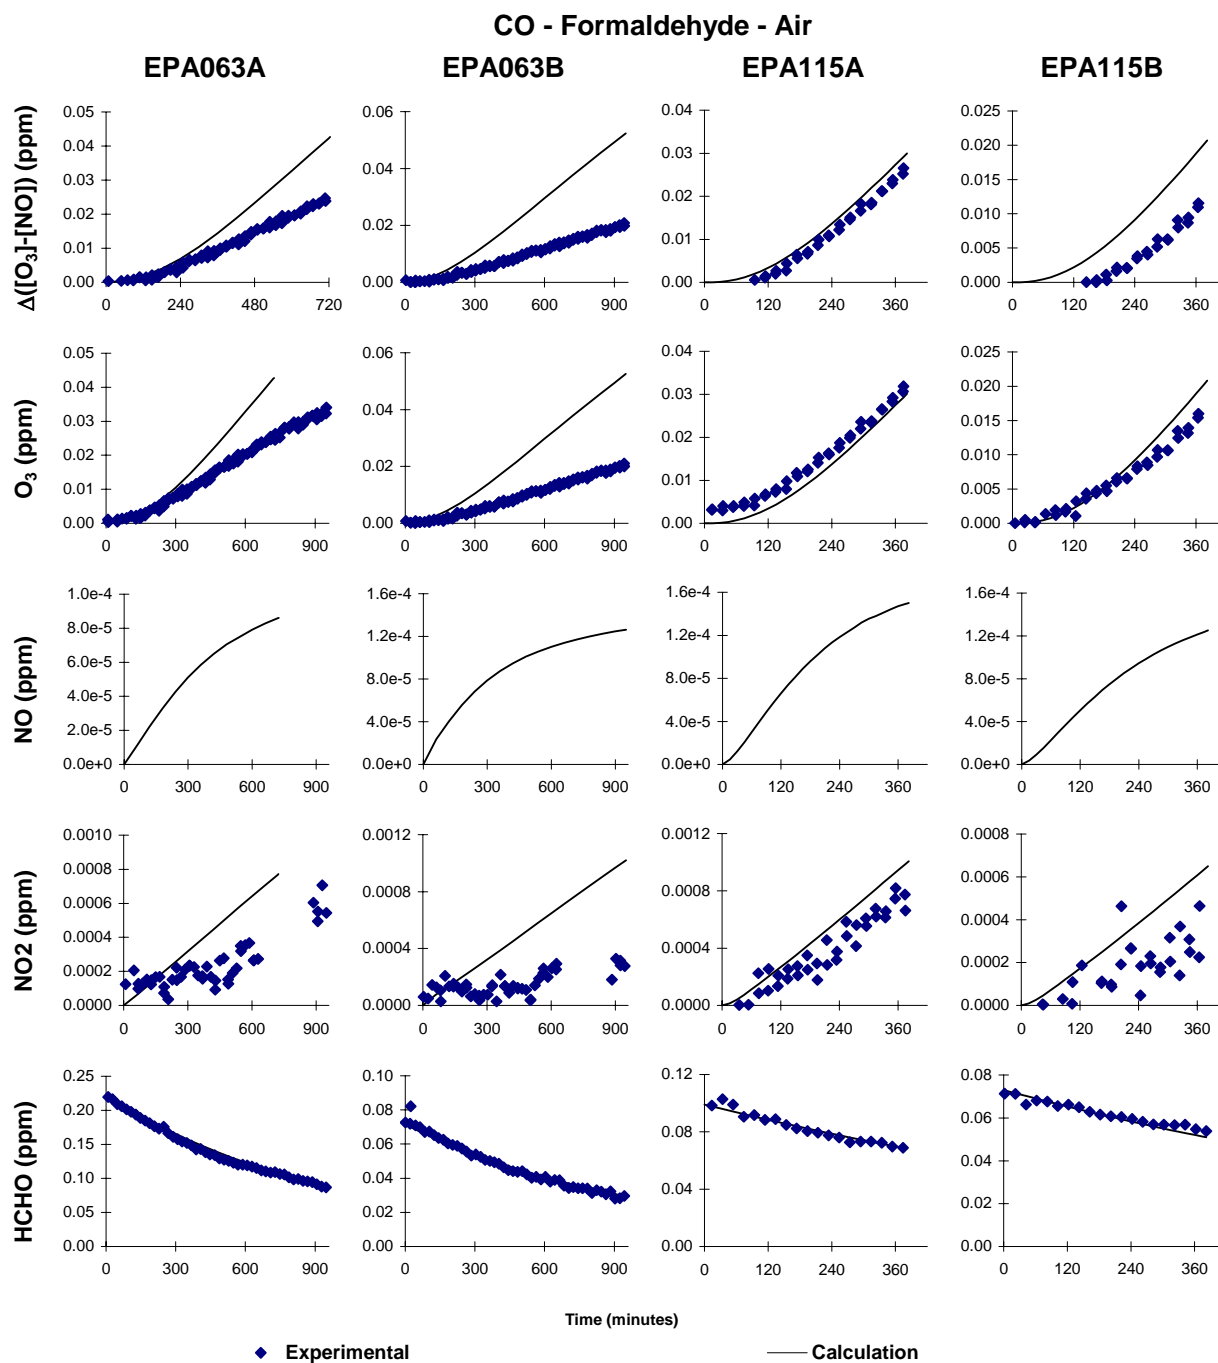 CO - Formaldehyde - Air
EPA063A EPA063B EPA115A EPA115B
Δ([O3]-[NO]) (ppm)
0.05
0.04
0.03
0.02
0.01
0.00
0 240 480 720
0.06
0.04
0.02
0.00
0 300 600 900
0.04
0.03
0.02
0.01
0.00
0 120 240 360
0.025
0.020
0.015
0.010
0.005
0.000
0 120 240 360
O3 (ppm)
0.05
0.04
0.03
0.02
0.01
0.00
0 300 600 900
0.06
0.04
0.02
0.00
0 300 600 900
0.04
0.03
0.02
0.01
0.00
0 120 240 360
0.025
0.020
0.015
0.010
0.005
0.000
0 120 240 360
NO (ppm)
1.0e-4
8.0e-5
6.0e-5
4.0e-5
2.0e-5
0.0e+0
0 300 600 900
1.6e-4
1.2e-4
8.0e-5
4.0e-5
0.0e+0
0 300 600 900
1.6e-4
1.2e-4
8.0e-5
4.0e-5
0.0e+0
0 120 240 360
1.6e-4
1.2e-4
8.0e-5
4.0e-5
0.0e+0
0 120 240 360
NO2 (ppm)
0.0010
0.0008
0.0006
0.0004
0.0002
0.0000
0 300 600 900
0.0012
0.0008
0.0004
0.0000
0 300 600 900
0.0012
0.0008
0.0004
0.0000
0 120 240 360
0.0008
0.0006
0.0004
0.0002
0.0000
0 120 240 360
HCHO (ppm)
0.25
0.20
0.15
0.10
0.05
0.00
0 300 600 900
0.10
0.08
0.06
0.04
0.02
0.00
0 300 600 900
0.12
0.08
0.04
0.00
0 120 240 360
0.08
0.06
0.04
0.02
0.00
0 120 240 360
Time (minutes)
Experimental Calculation